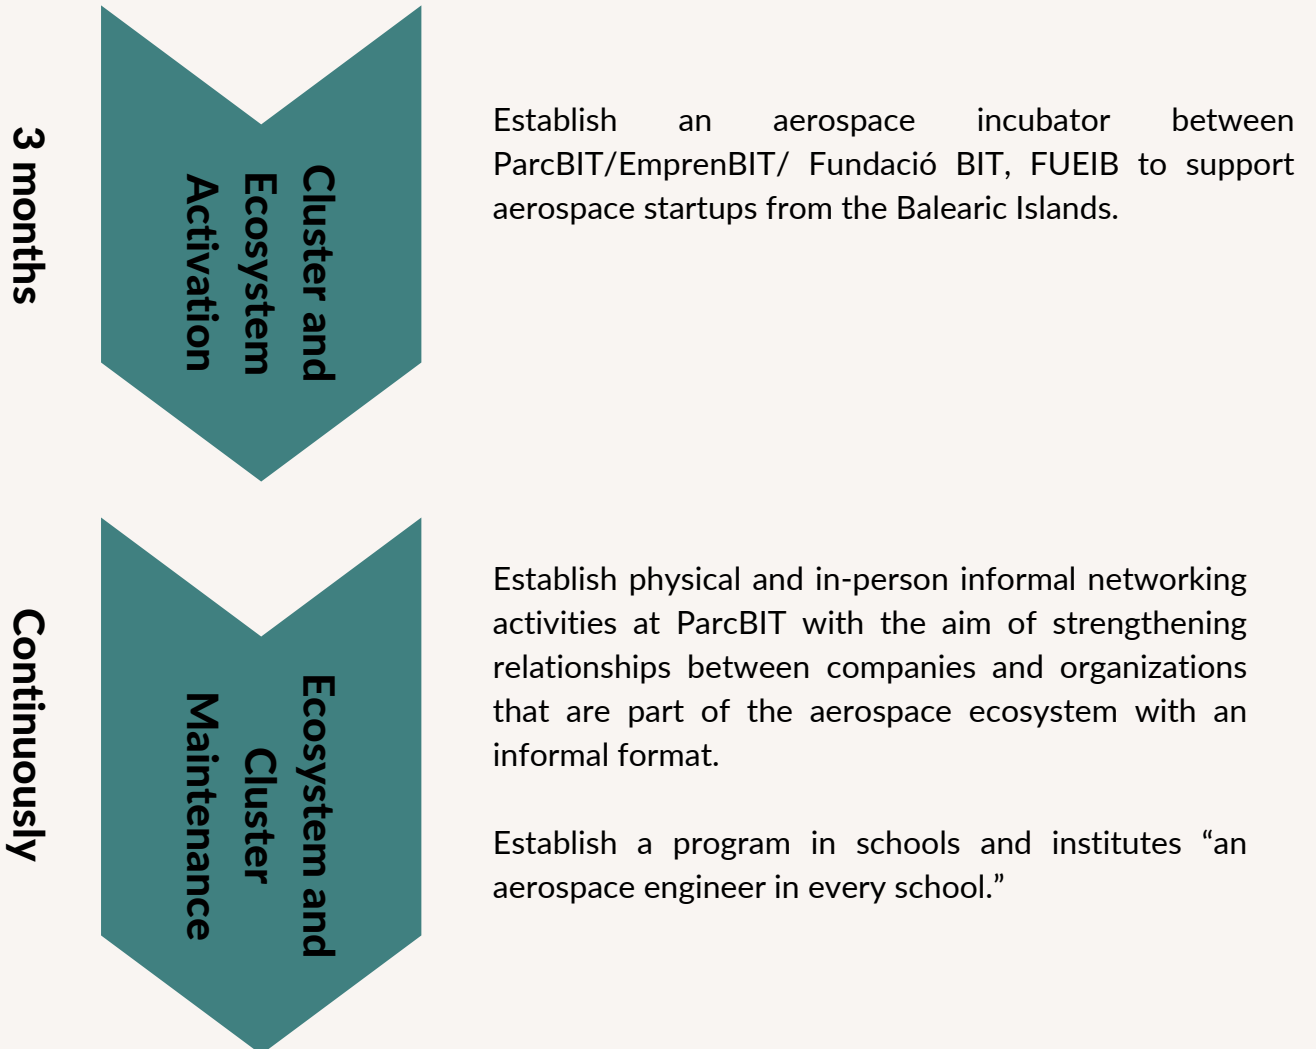 3 months
Cluster and
Ecosystem
Activation
Establish an aerospace incubator between
ParcBIT/EmprenBIT/ Fundació BIT, FUEIB to support
aerospace startups from the Balearic Islands.
Continuously
Ecosystem and
Cluster
Maintenance
Establish physical and in-person informal networking
activities at ParcBIT with the aim of strengthening
relationships between companies and organizations
that are part of the aerospace ecosystem with an
informal format.
Establish a program in schools and institutes “an
aerospace engineer in every school.”